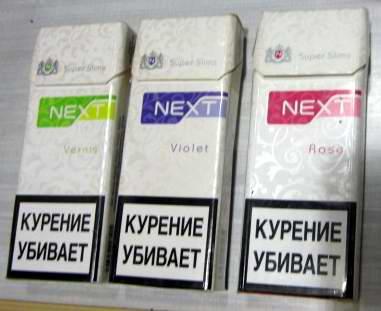 Super Slims
NEXT
Vernis
КУРЕНИЕ
УБИВАЕТ
Super Slims
NEXT
Violet
КУРЕНИЕ
УБИВАЕТ
Super Slims
NEXT
Rose
КУРЕНИЕ
УБИВАЕТ